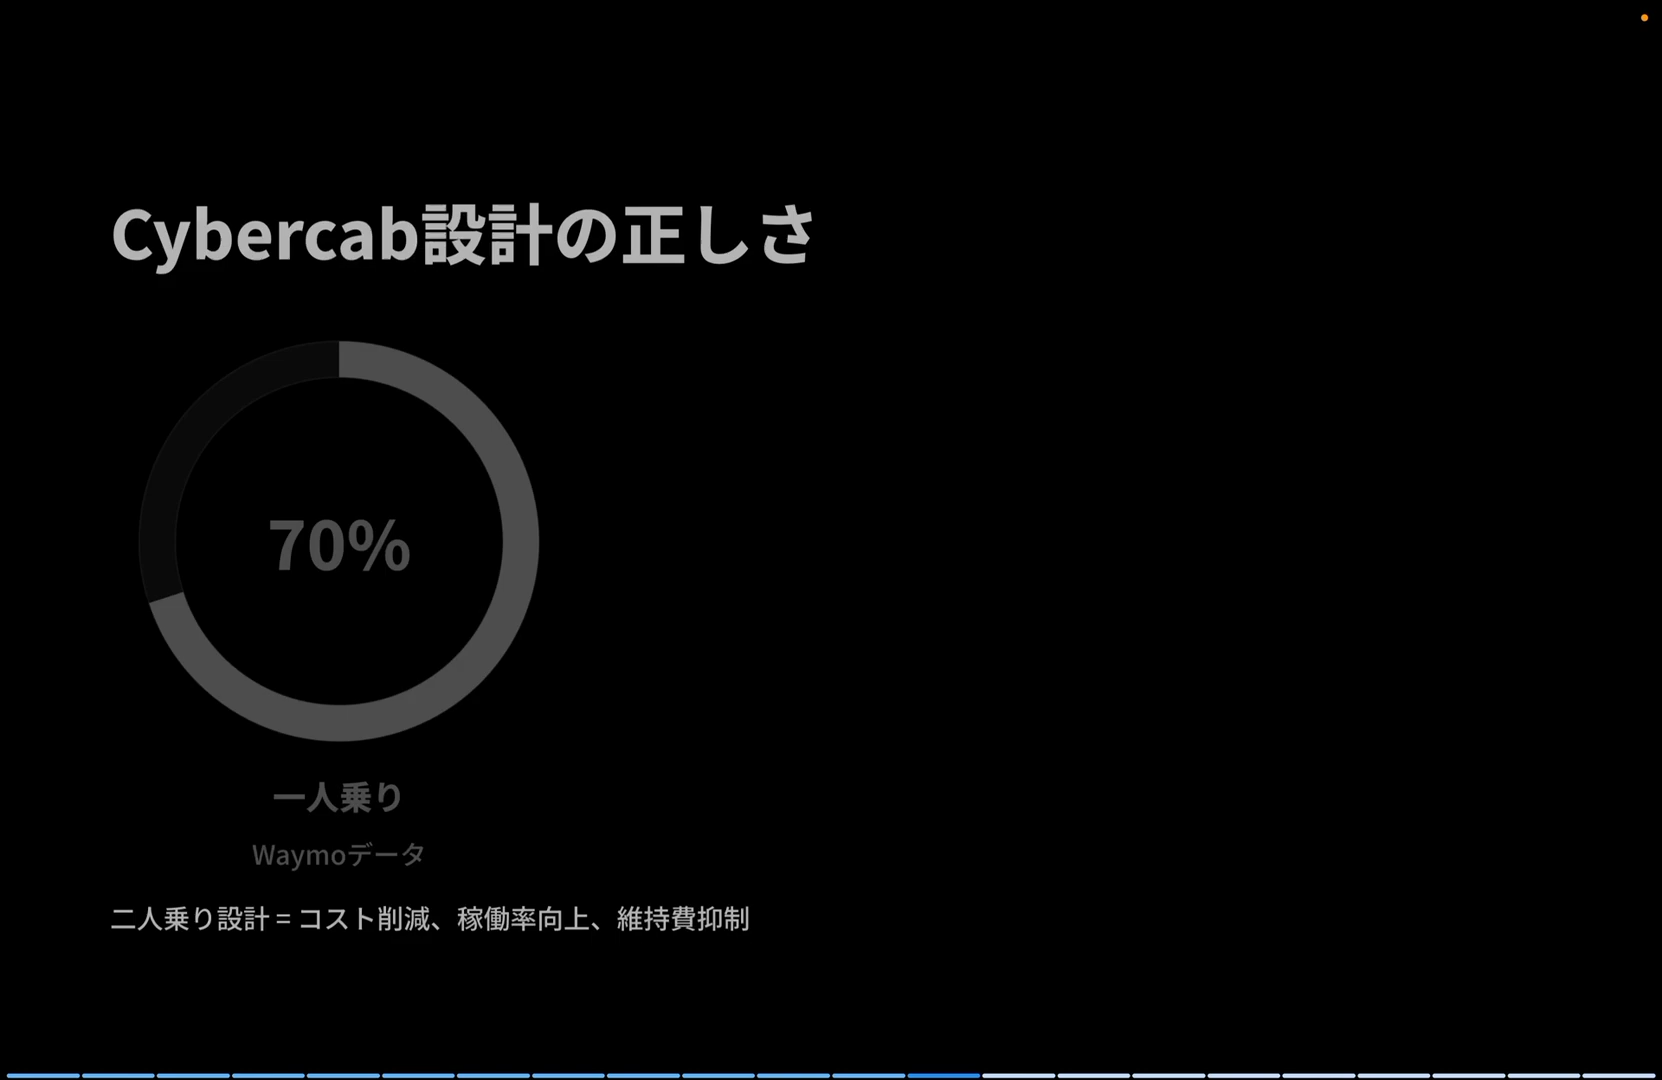 Cybercab設計の正しさ
70%
一人乗り
Waymoデータ
二人乗り設計 = コスト削減、稼働率向上、維持費抑制